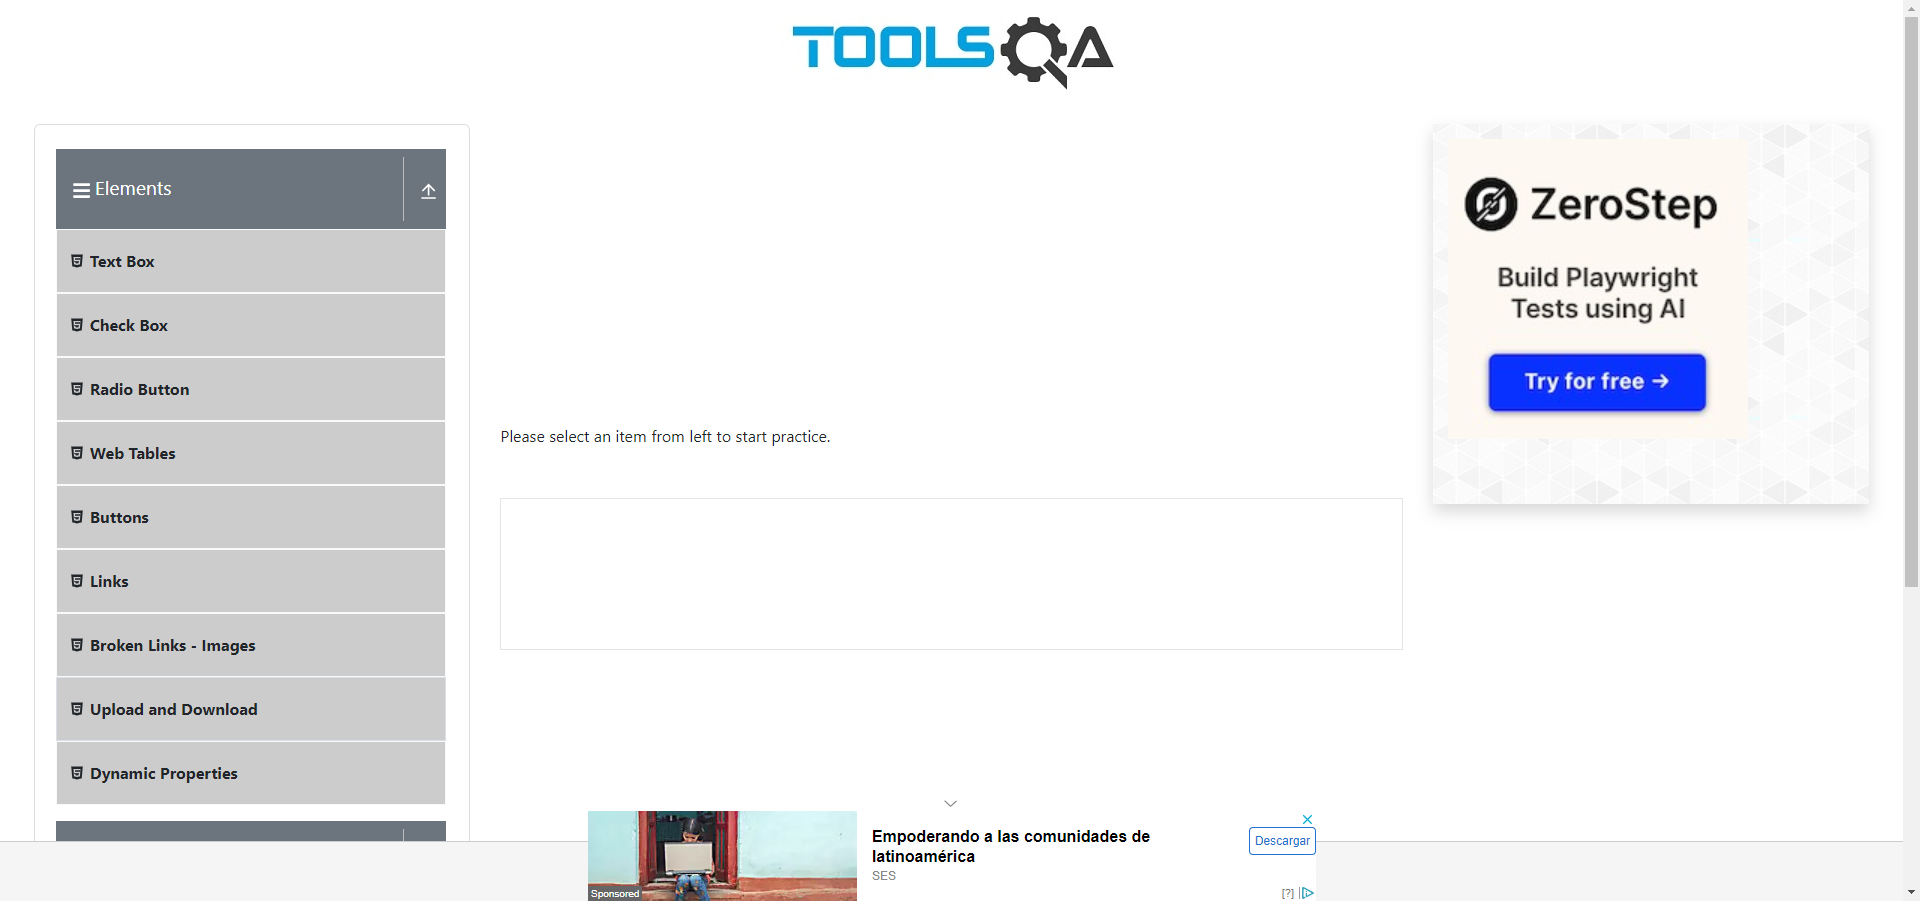 TOOLSQA
Elements
Text Box
Check Box
Radio Button
Web Tables
Buttons
Links
Broken Links - Images
Upload and Download
Dynamic Properties
Please select an item from left to start practice.
ZeroStep
Build Playwright
Tests using AI
Try for free →
Sponsored
Empoderando a las comunidades de
latinoamérica
SES
Descargar
[?]